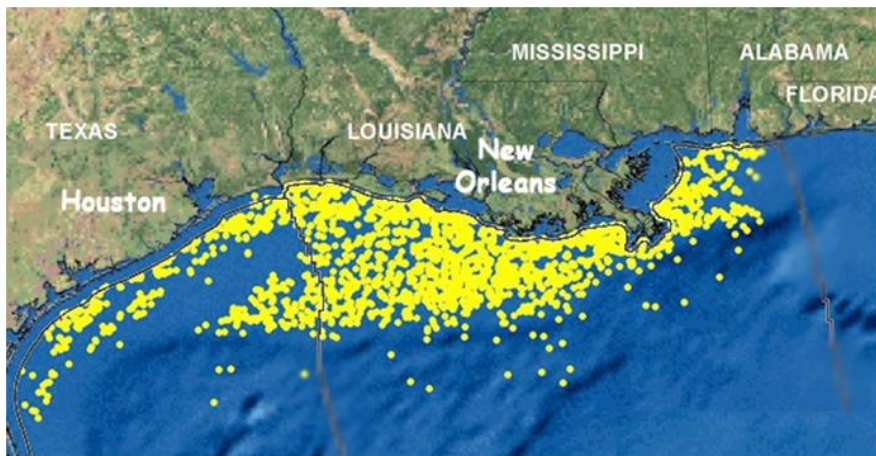 MISSISSIPPI
ALABAMA
FLORIDA
TEXAS
LOUISIANA
New
Orleans
Houston